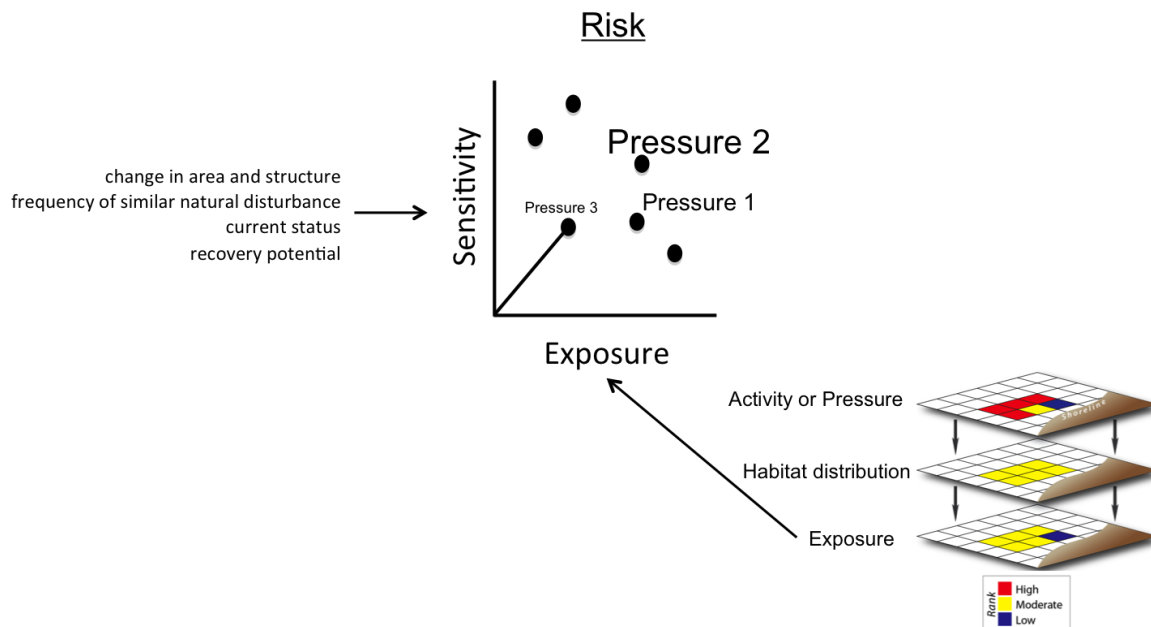 Risk
Sensitivity
Pressure 2
Pressure 1
Pressure 3
change in area and structure
frequency of similar natural disturbance
current status
recovery potential
Exposure
Activity or Pressure
Shoreline
Habitat distribution
Exposure
Rank
High
Moderate
Low